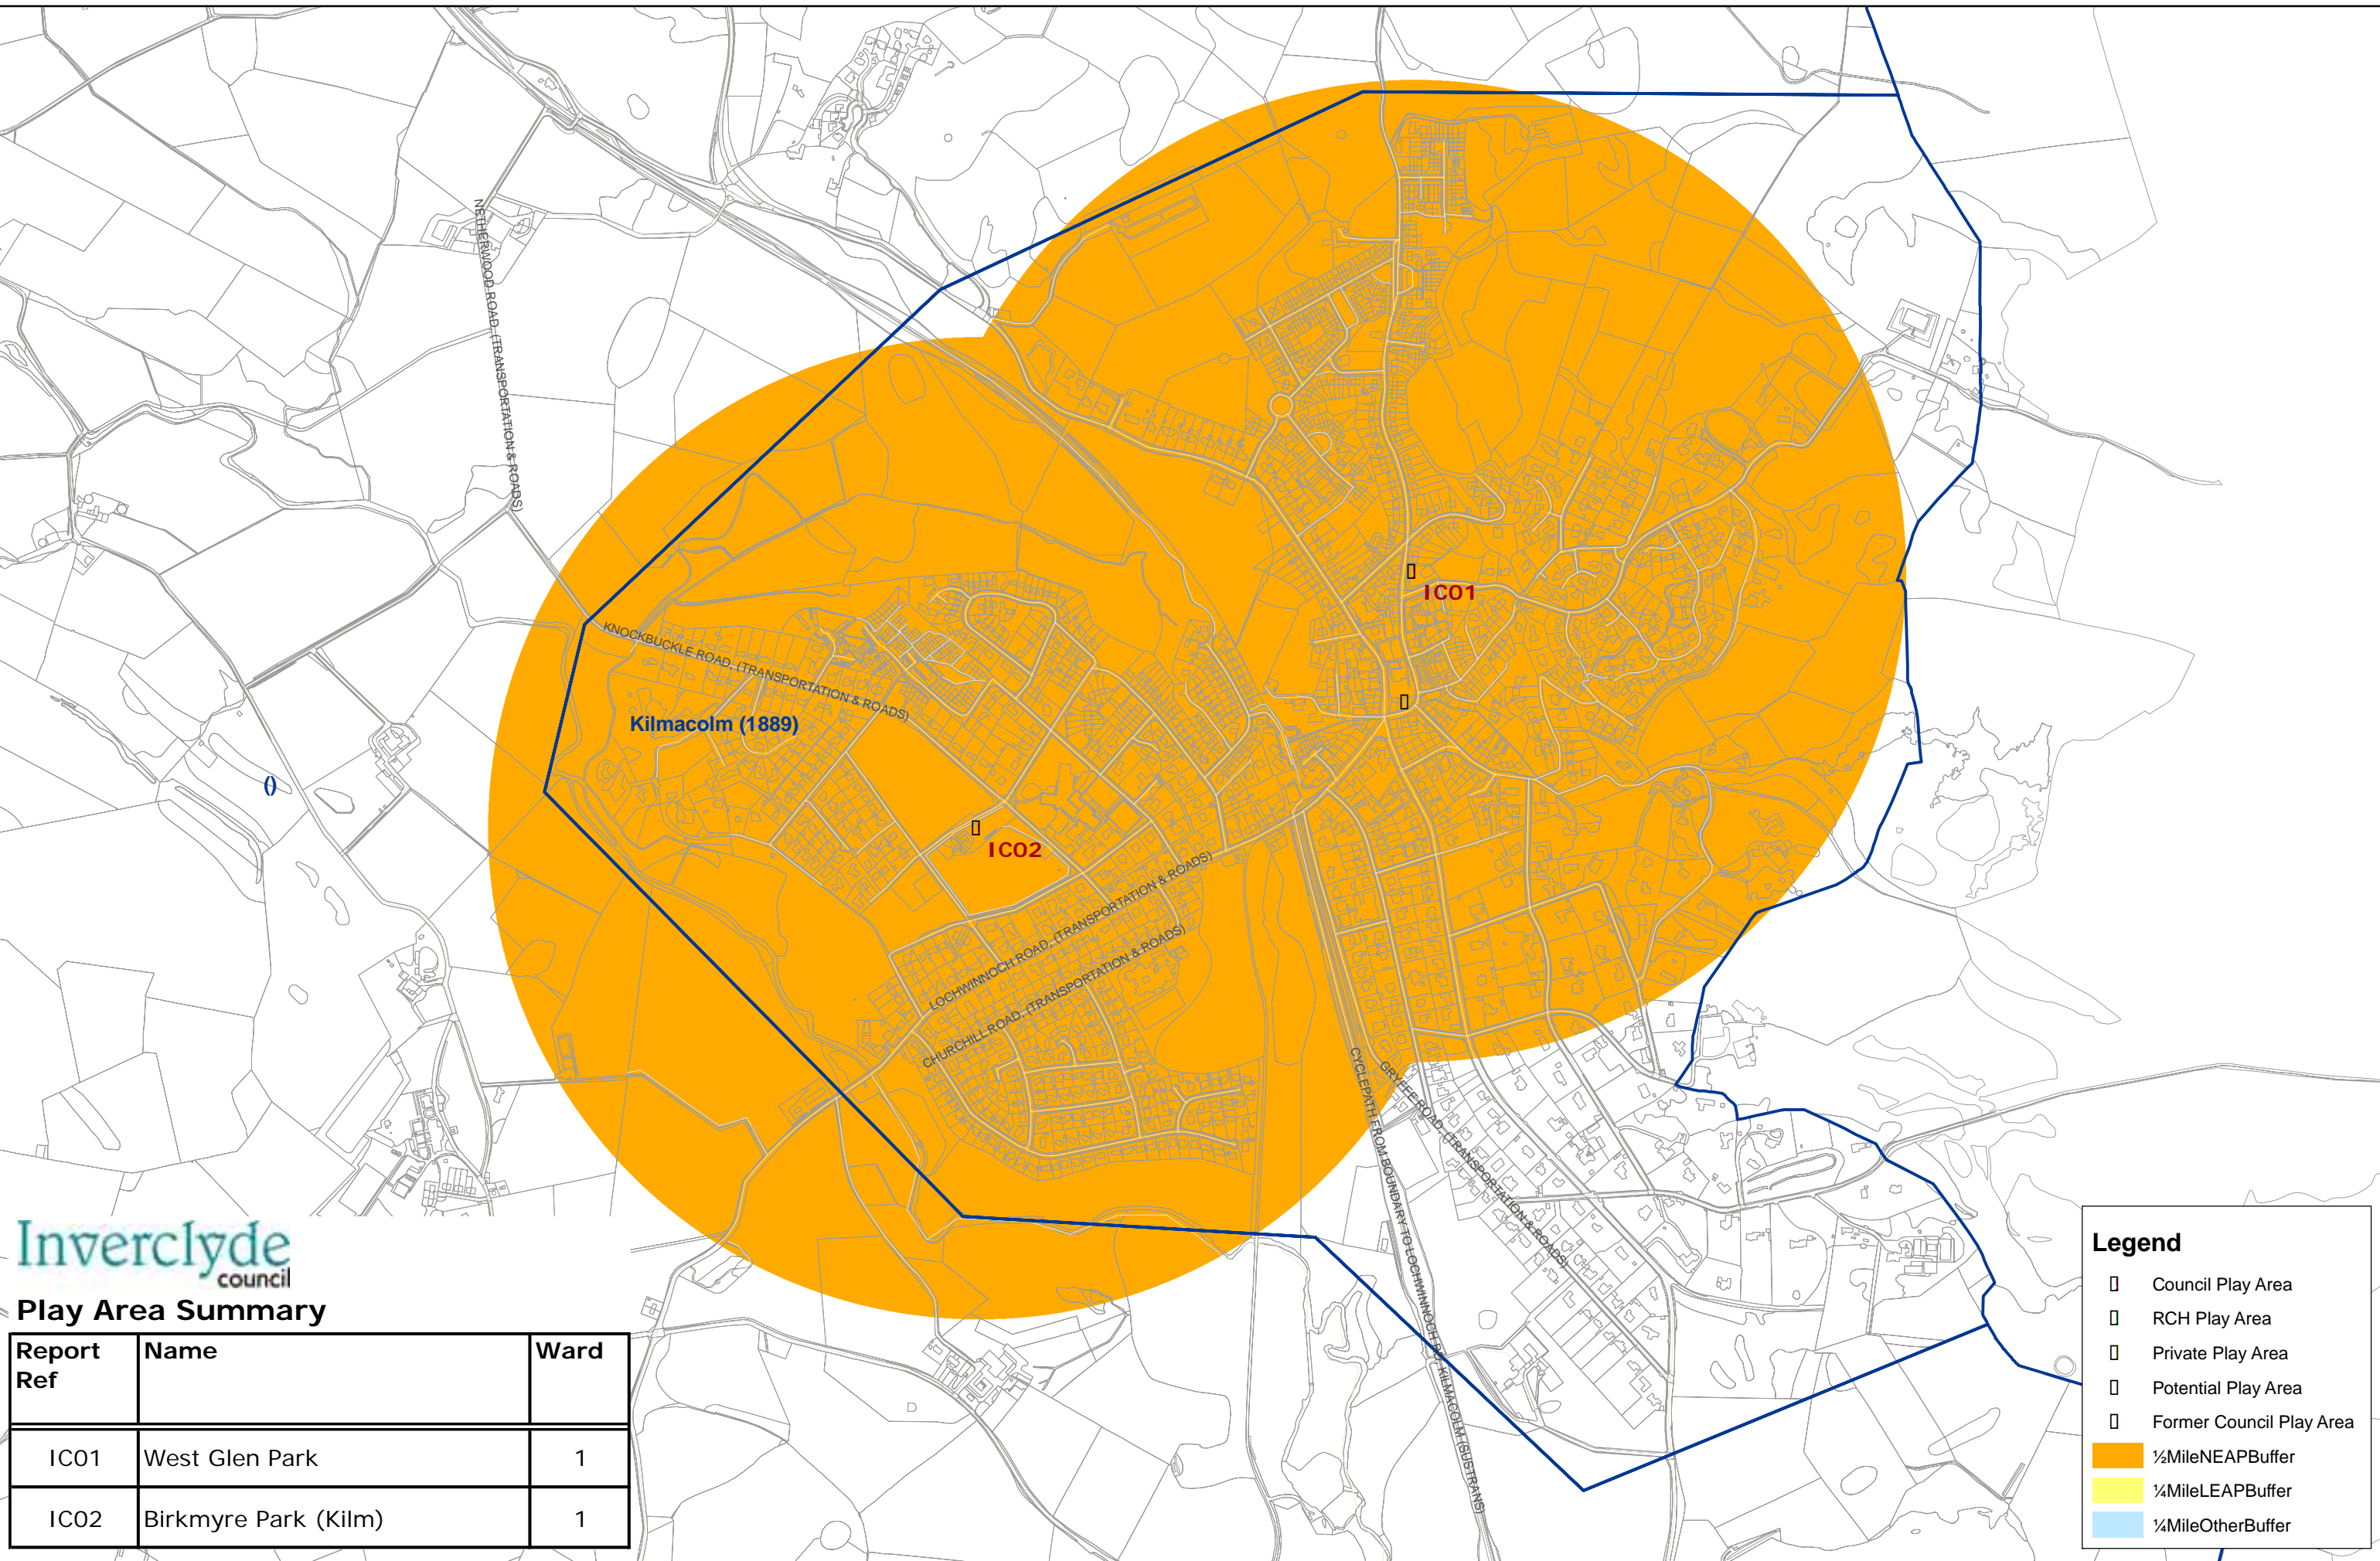 NETHERWOOD ROAD, (TRANSPORTATION & ROADS)
KNOCKBUCKLE ROAD, (TRANSPORTATION & ROADS)
Kilmacolm (1889)
()
IC01
IC02
LOCHWINNOCH ROAD, (TRANSPORTATION & ROADS)
CHURCHILL ROAD, (TRANSPORTATION & ROADS)
CYCLEPATH FROM BOUNDARY TO LOCHWINNOCH RD, KILMACOLM (SUSTRANS)
GRYFFE ROAD, (TRANSPORTATION & ROADS)
Inverclyde
council
Play Area Summary
Report Ref Name Ward
IC01 West Glen Park 1
IC02 Birkmyre Park (Kilm) 1
Legend
Council Play Area
RCH Play Area
Private Play Area
Potential Play Area
Former Council Play Area
½MileNEAPBuffer
¼MileLEAPBuffer
¼MileOtherBuffer